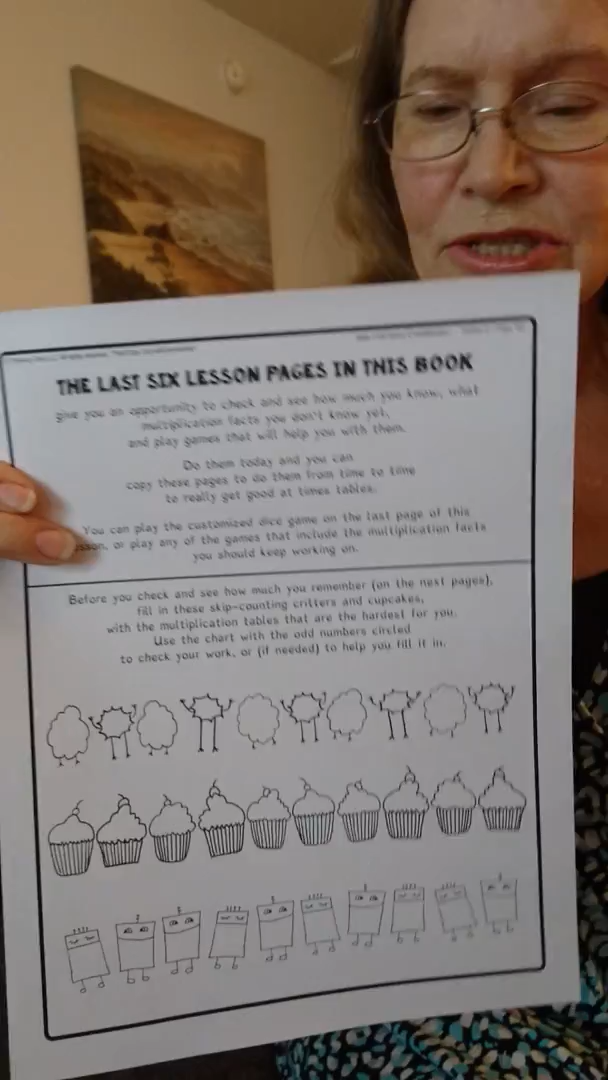 THE LAST SIX LESSON PAGES IN THIS BOOK
give you an opportunity to check and see how much you know, what
multiplication facts you don't know yet,
and play games that will help you with them.
Do them today and you can
copy these pages to do them from time to time
to really get good at times tables.
You can play the customized dice game on the last page of this
or play any of the games that include the multiplication facts
you should keep working on.
Before you check and see how much you remember (on the next pages),
fill in these skip-counting critters and cupcakes,
with the multiplication tables that are the hardest for you.
Use the chart with the odd numbers circled
to check your work, or (if needed) to help you fill it in.